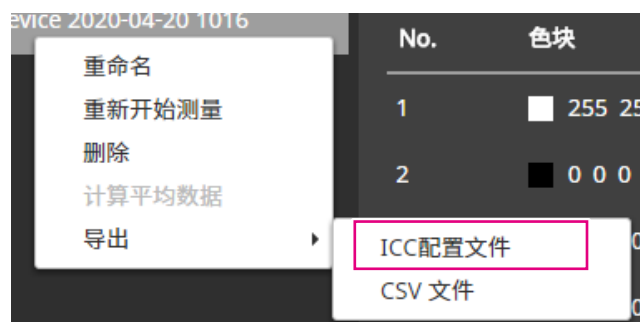 evice 2020-04-20 1016
重命名
重新开始测量
删除
计算平均数据
导出
ICC配置文件
CSV 文件
No. 色块
1 255 25
2 0 0 0